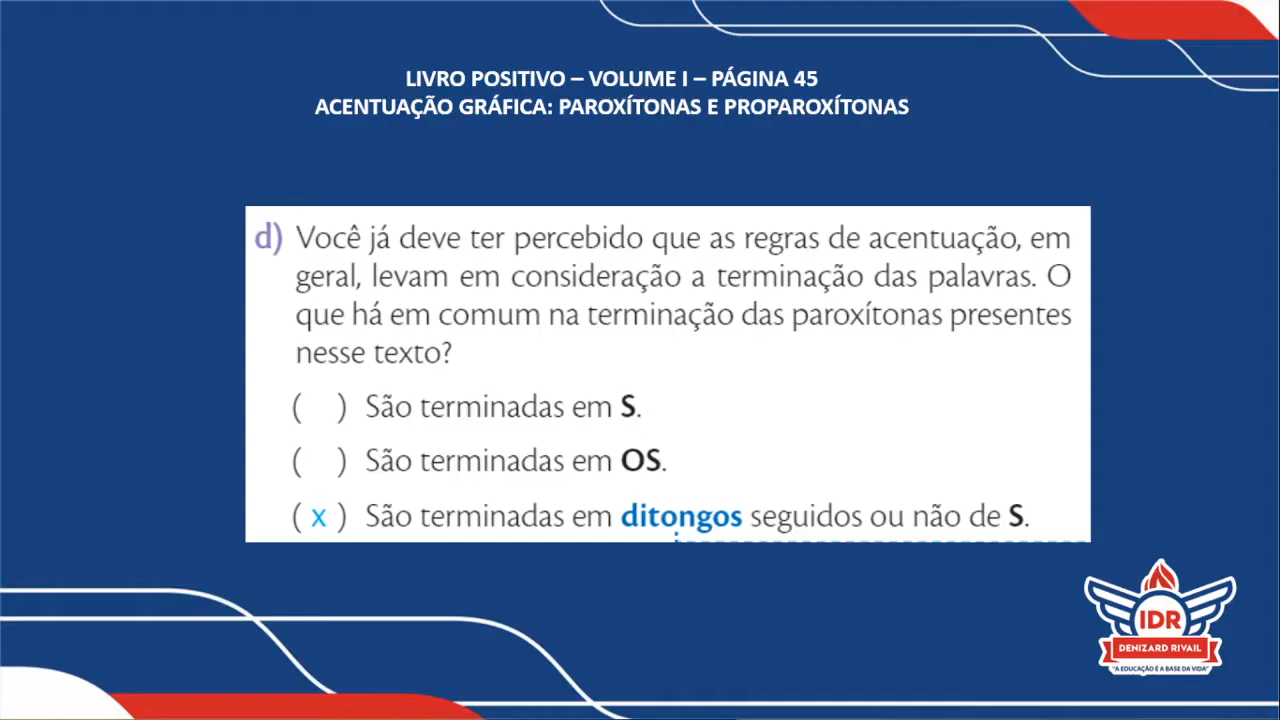 LIVRO POSITIVO – VOLUME I – PÁGINA 45
ACENTUAÇÃO GRÁFICA: PAROXÍTONAS E PROPAROXÍTONAS
d) Você já deve ter percebido que as regras de acentuação, em
geral, levam em consideração a terminação das palavras. O
que há em comum na terminação das paroxítonas presentes
nesse texto?
( ) São terminadas em S.
( ) São terminadas em OS.
( x ) São terminadas em ditongos seguidos ou não de S.
IDR
DENIZARD RIVAIL
"A EDUCAÇÃO É A BASE DA VIDA"